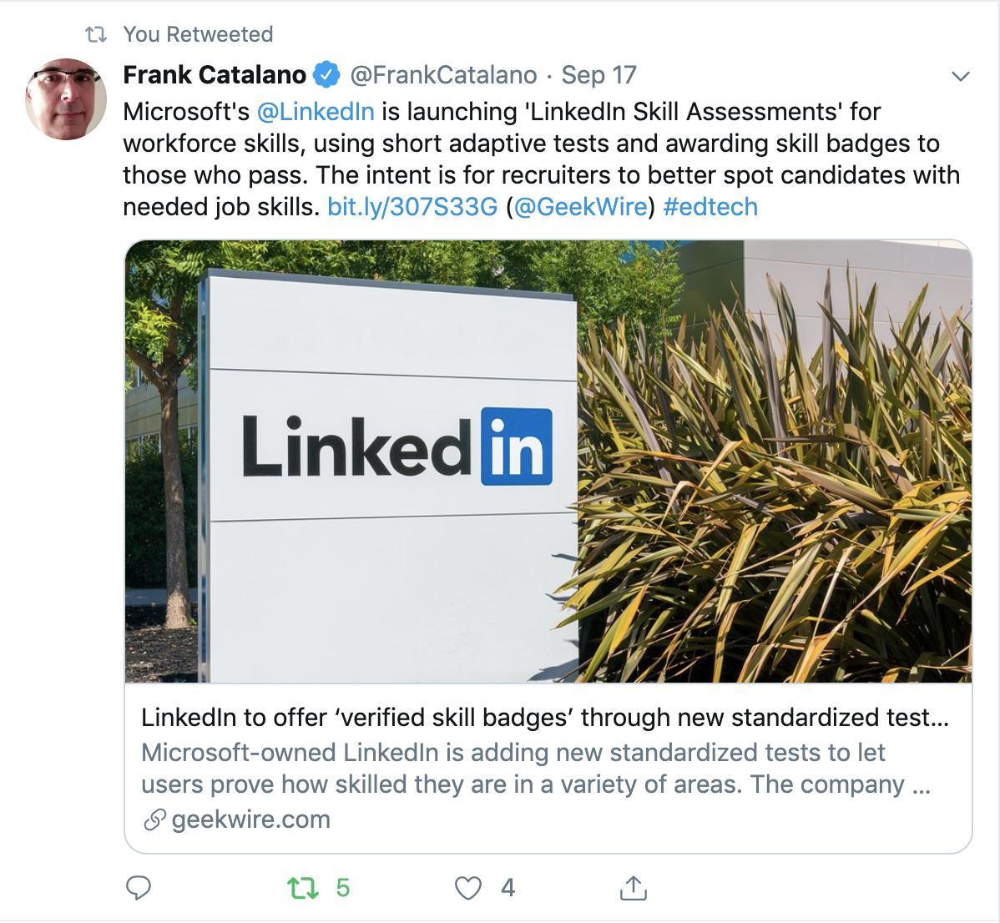 You Retweeted
Frank Catalano @FrankCatalano · Sep 17
Microsoft's @LinkedIn is launching 'LinkedIn Skill Assessments' for
workforce skills, using short adaptive tests and awarding skill badges to
those who pass. The intent is for recruiters to better spot candidates with
needed job skills. bit.ly/307S33G (@GeekWire) #edtech
Linkedin
LinkedIn to offer ‘verified skill badges’ through new standardized test...
Microsoft-owned LinkedIn is adding new standardized tests to let
users prove how skilled they are in a variety of areas. The company ...
geekwire.com
5 4